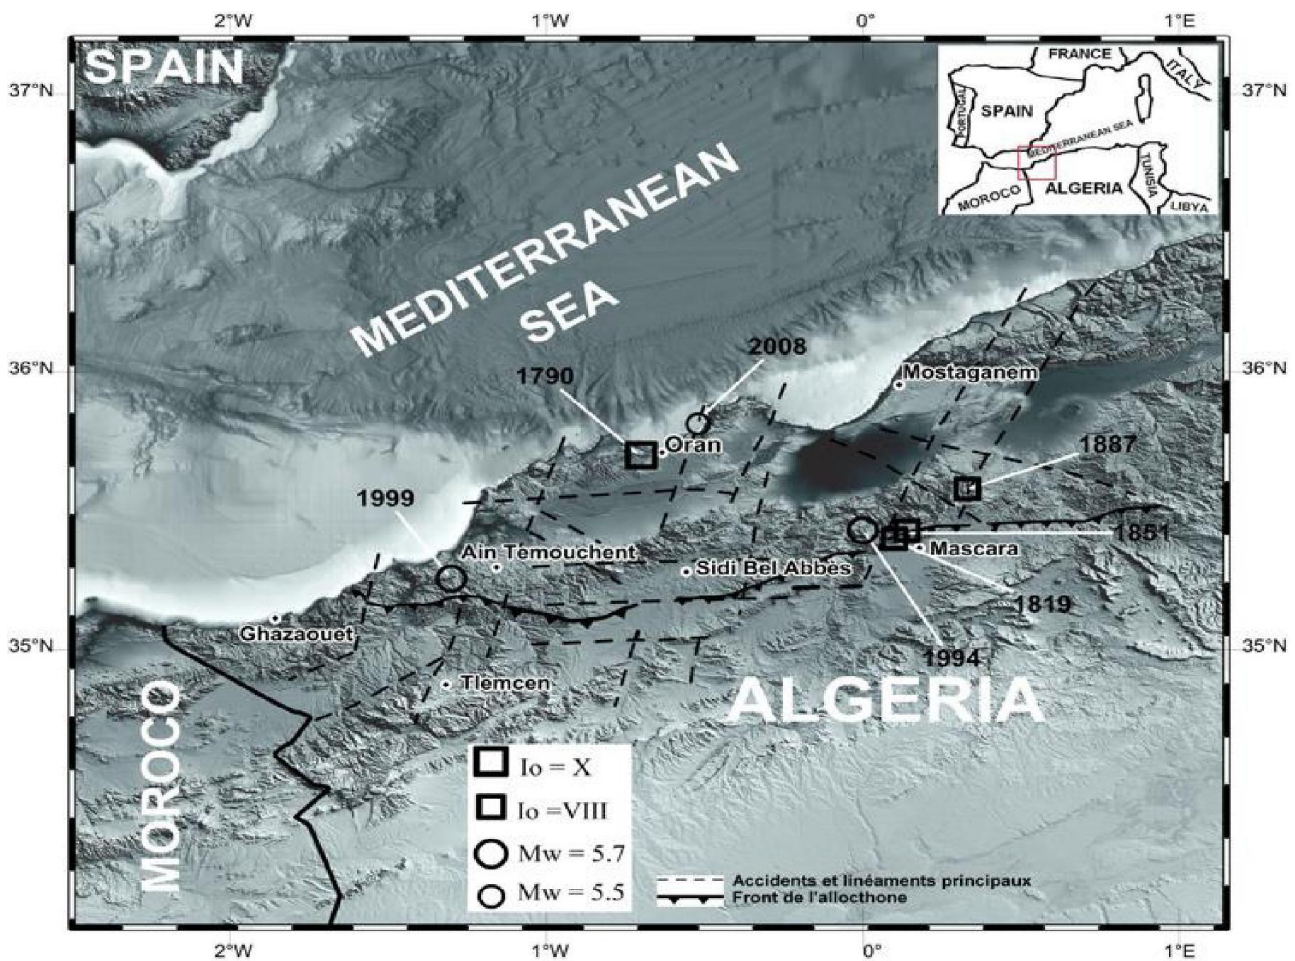 2°W
1°W
0°
1°E
SPAIN
FRANCE
ITALY
PORTUGAL
SPAIN
MEDITERRANEAN SEA
MOROCO
ALGERIA
TUNISIA
LIBYA
37°N
37°N
MEDITERRANEAN
SEA
36°N
36°N
2008
1790
Mostaganem
Oran
1887
1999
1851
Ain Témouchent
Mascara
Sidi Bel Abbès
1819
Ghazaouet
35°N
35°N
1994
Tlemcen
ALGERIA
MOROCO
Io = X
Io =VIII
Mw = 5.7
Mw = 5.5
Accidents et linéaments principaux
Front de l'allocthone
2°W
1°W
0°
1°E